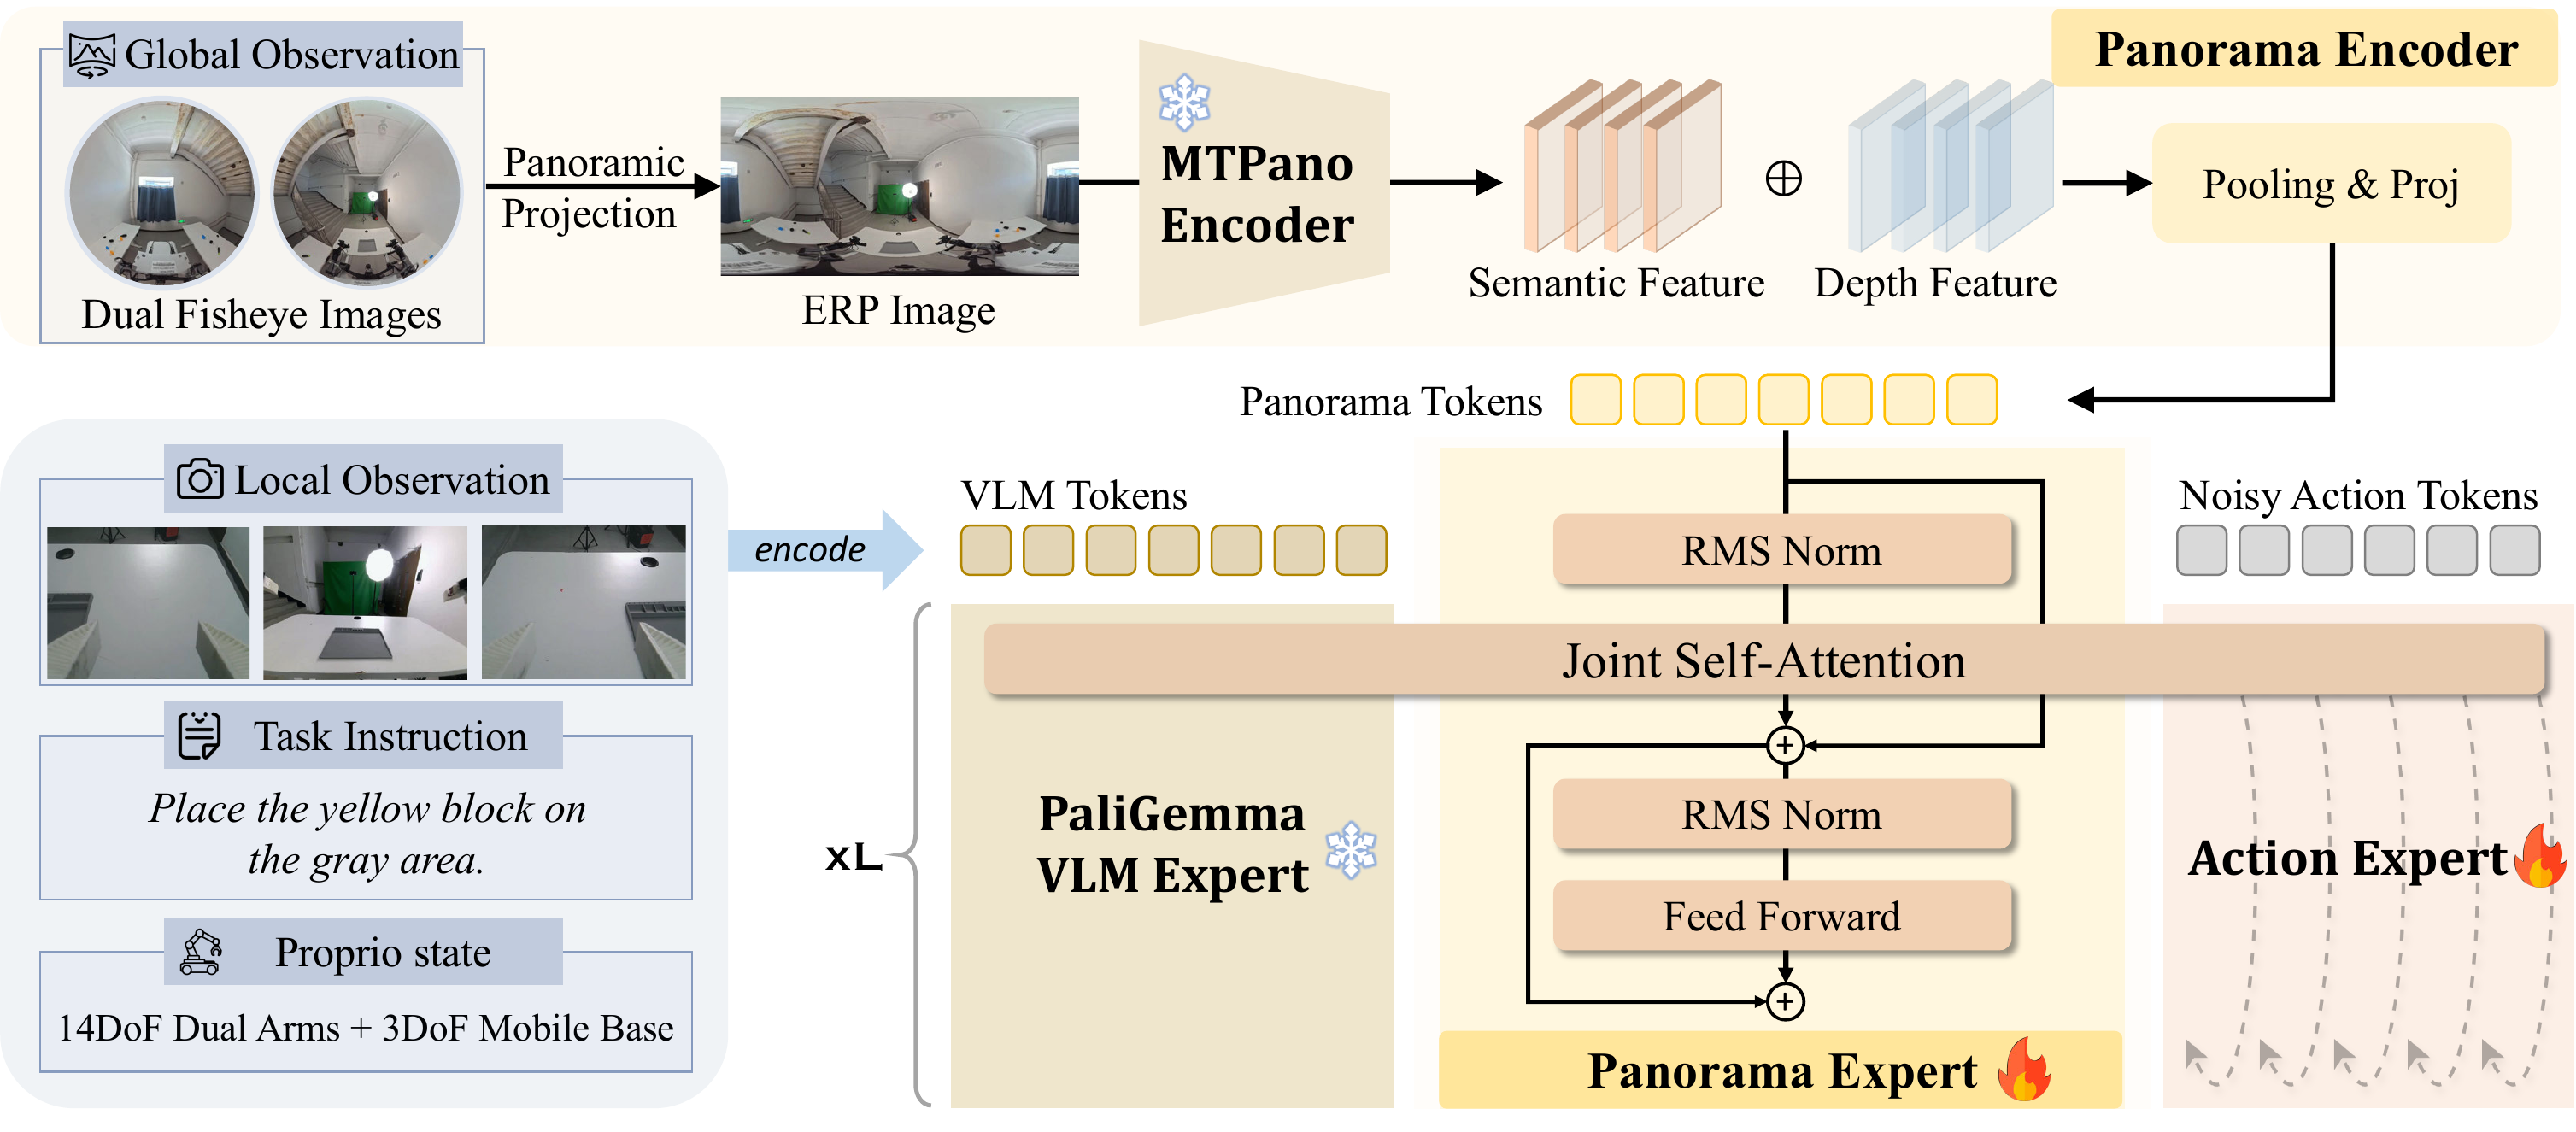 Global Observation
Dual Fisheye Images
Panoramic
Projection
ERP Image
MTPano
Encoder
Semantic Feature
Depth Feature
Panorama Encoder
Pooling & Proj
Panorama Tokens
Local Observation
encode
VLM Tokens
Noisy Action Tokens
RMS Norm
Joint Self-Attention
Task Instruction
Place the yellow block on
the gray area.
Proprio state
14DoF Dual Arms + 3DoF Mobile Base
xL
PaliGemma
VLM Expert
RMS Norm
Feed Forward
Panorama Expert
Action Expert